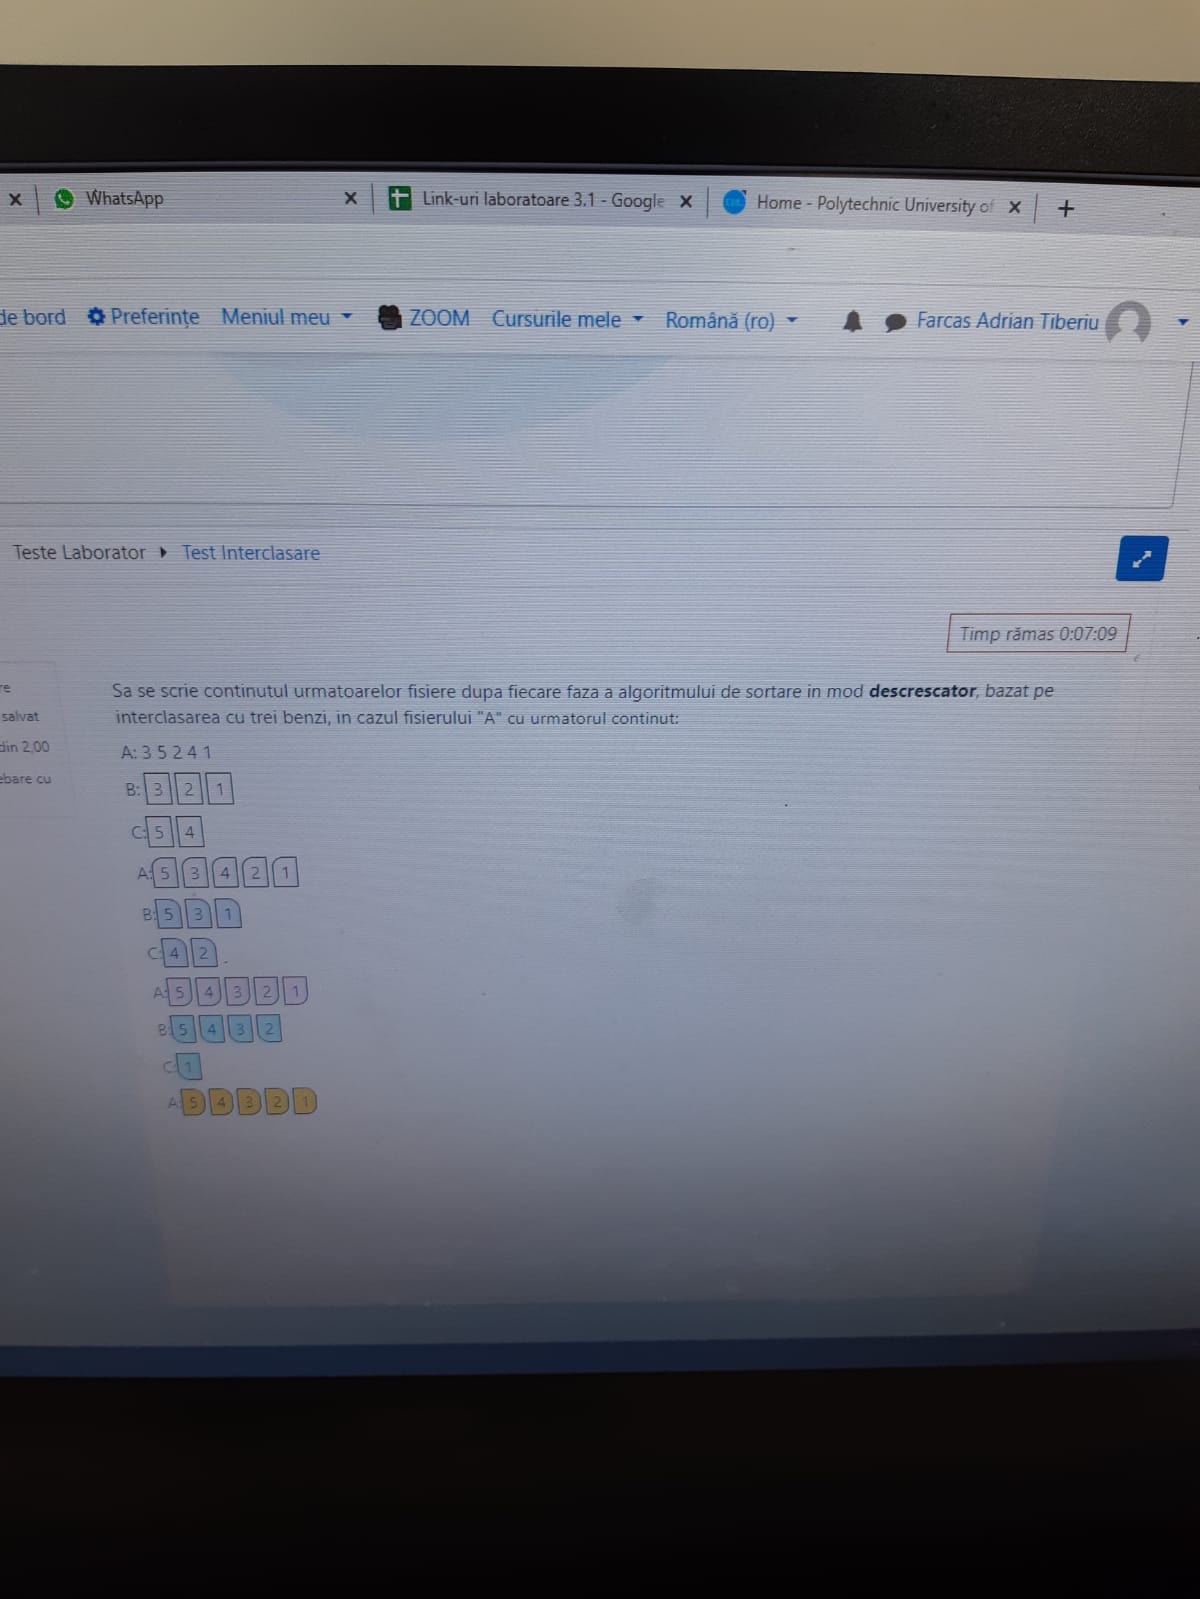 WhatsApp
Link-uri laboratoare 3.1 - Google
Home - Polytechnic University of
de bord Preferințe Meniul meu ZOOM Cursurile mele Română (ro) Farcas Adrian Tiberiu
Teste Laborator Test Interclasare
Timp rămas 0:07:09
re
salvat
din 2,00
ebare cu
Sa se scrie continutul urmatoarelor fisiere dupa fiecare faza a algoritmului de sortare in mod descrescator, bazat pe
interclasarea cu trei benzi, in cazul fisierului "A" cu urmatorul continut:
A: 3 5 2 4 1
B: 3 2 1
C: 5 4
A: 5 3 4 2 1
B: 5 3 1
C: 4 2 .
A: 5 4 3 2 1
B: 5 4 3 2
C: 1
A: 5 4 3 2 1